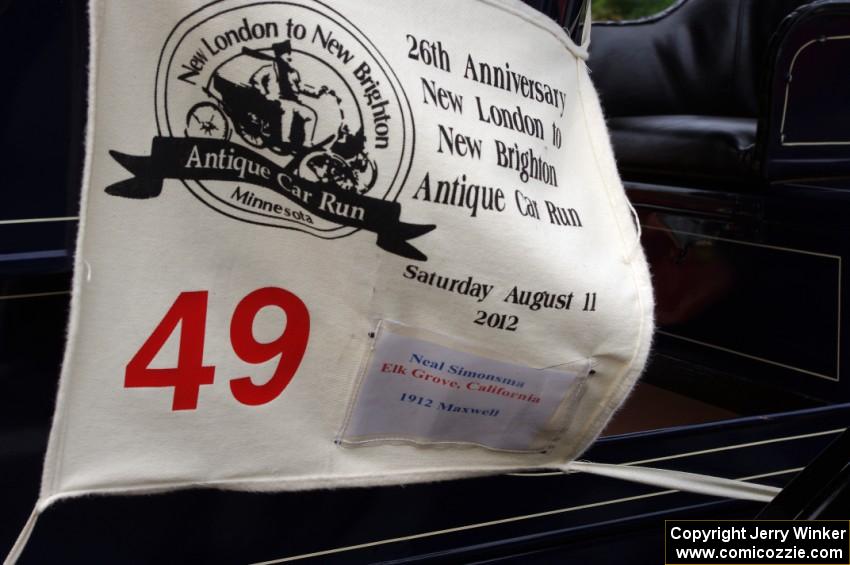 New London to New Brighton
Antique Car Run
Minnesota
26th Anniversary
New London to
New Brighton
Antique Car Run
Saturday August 11
2012
49
Neal Simonsma
Elk Grove, California
1912 Maxwell
Copyright Jerry Winker
www.comicozzie.com